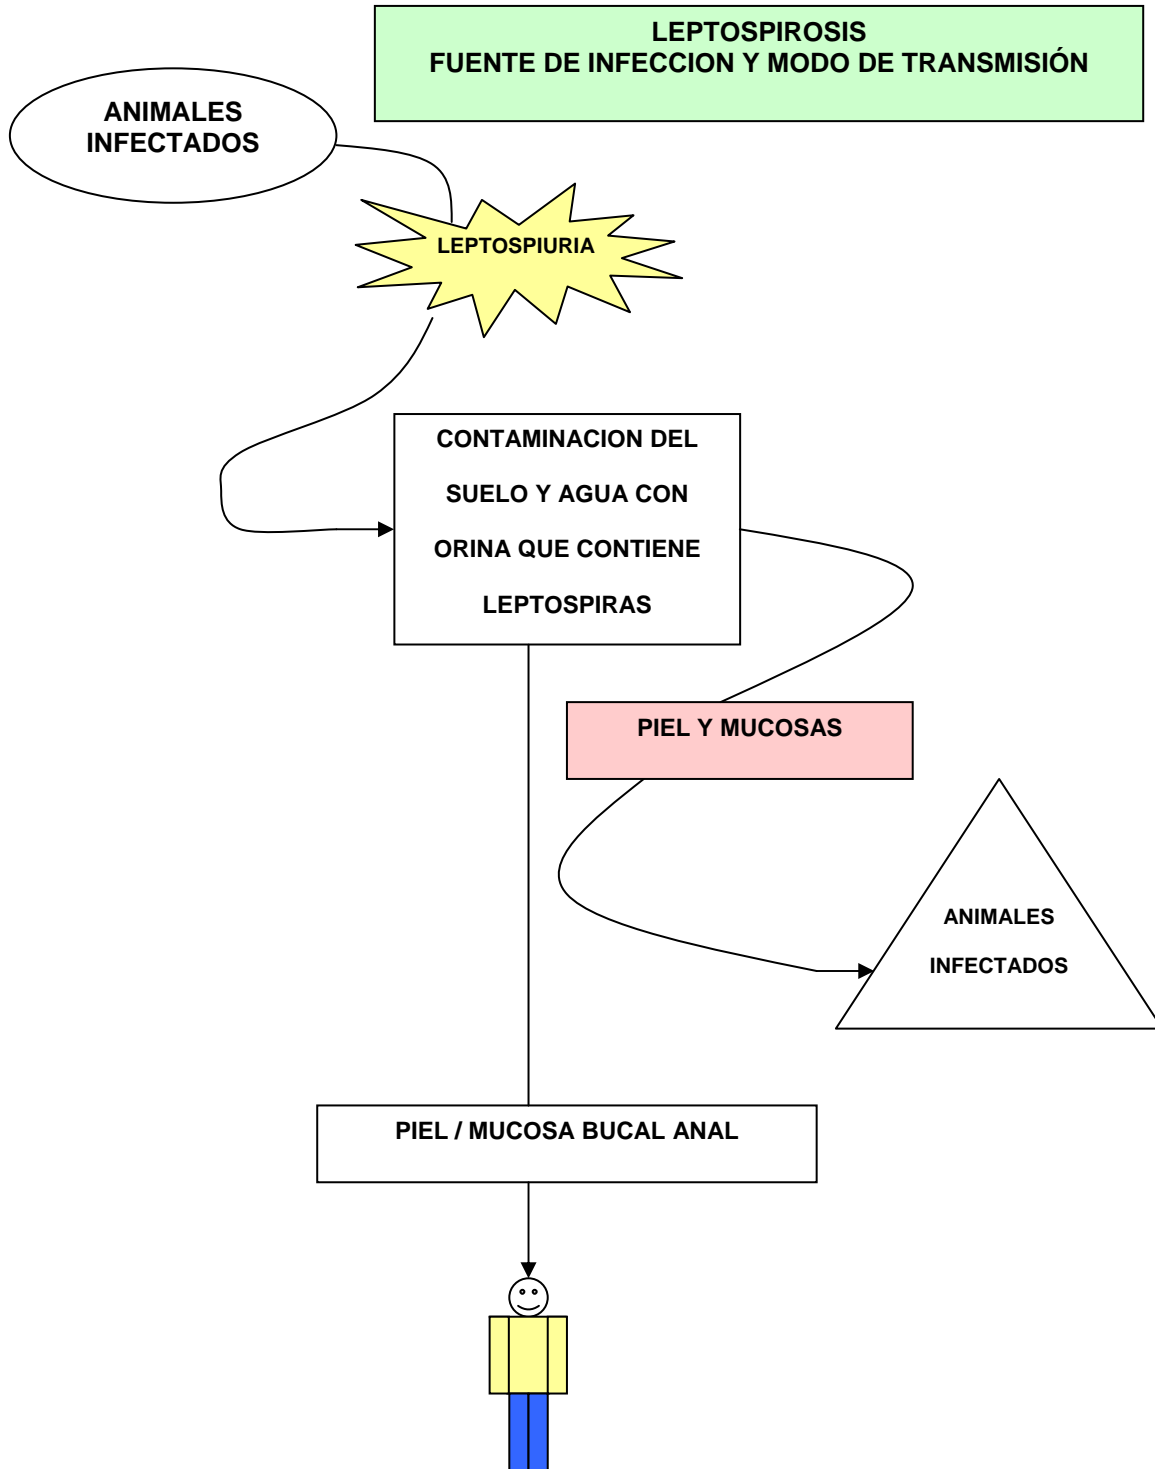 LEPTOSPIROSIS
FUENTE DE INFECCION Y MODO DE TRANSMISIÓN
ANIMALES
INFECTADOS
LEPTOSPIURIA
CONTAMINACION DEL
SUELO Y AGUA CON
ORINA QUE CONTIENE
LEPTOSPIRAS
PIEL Y MUCOSAS
ANIMALES
INFECTADOS
PIEL / MUCOSA BUCAL ANAL